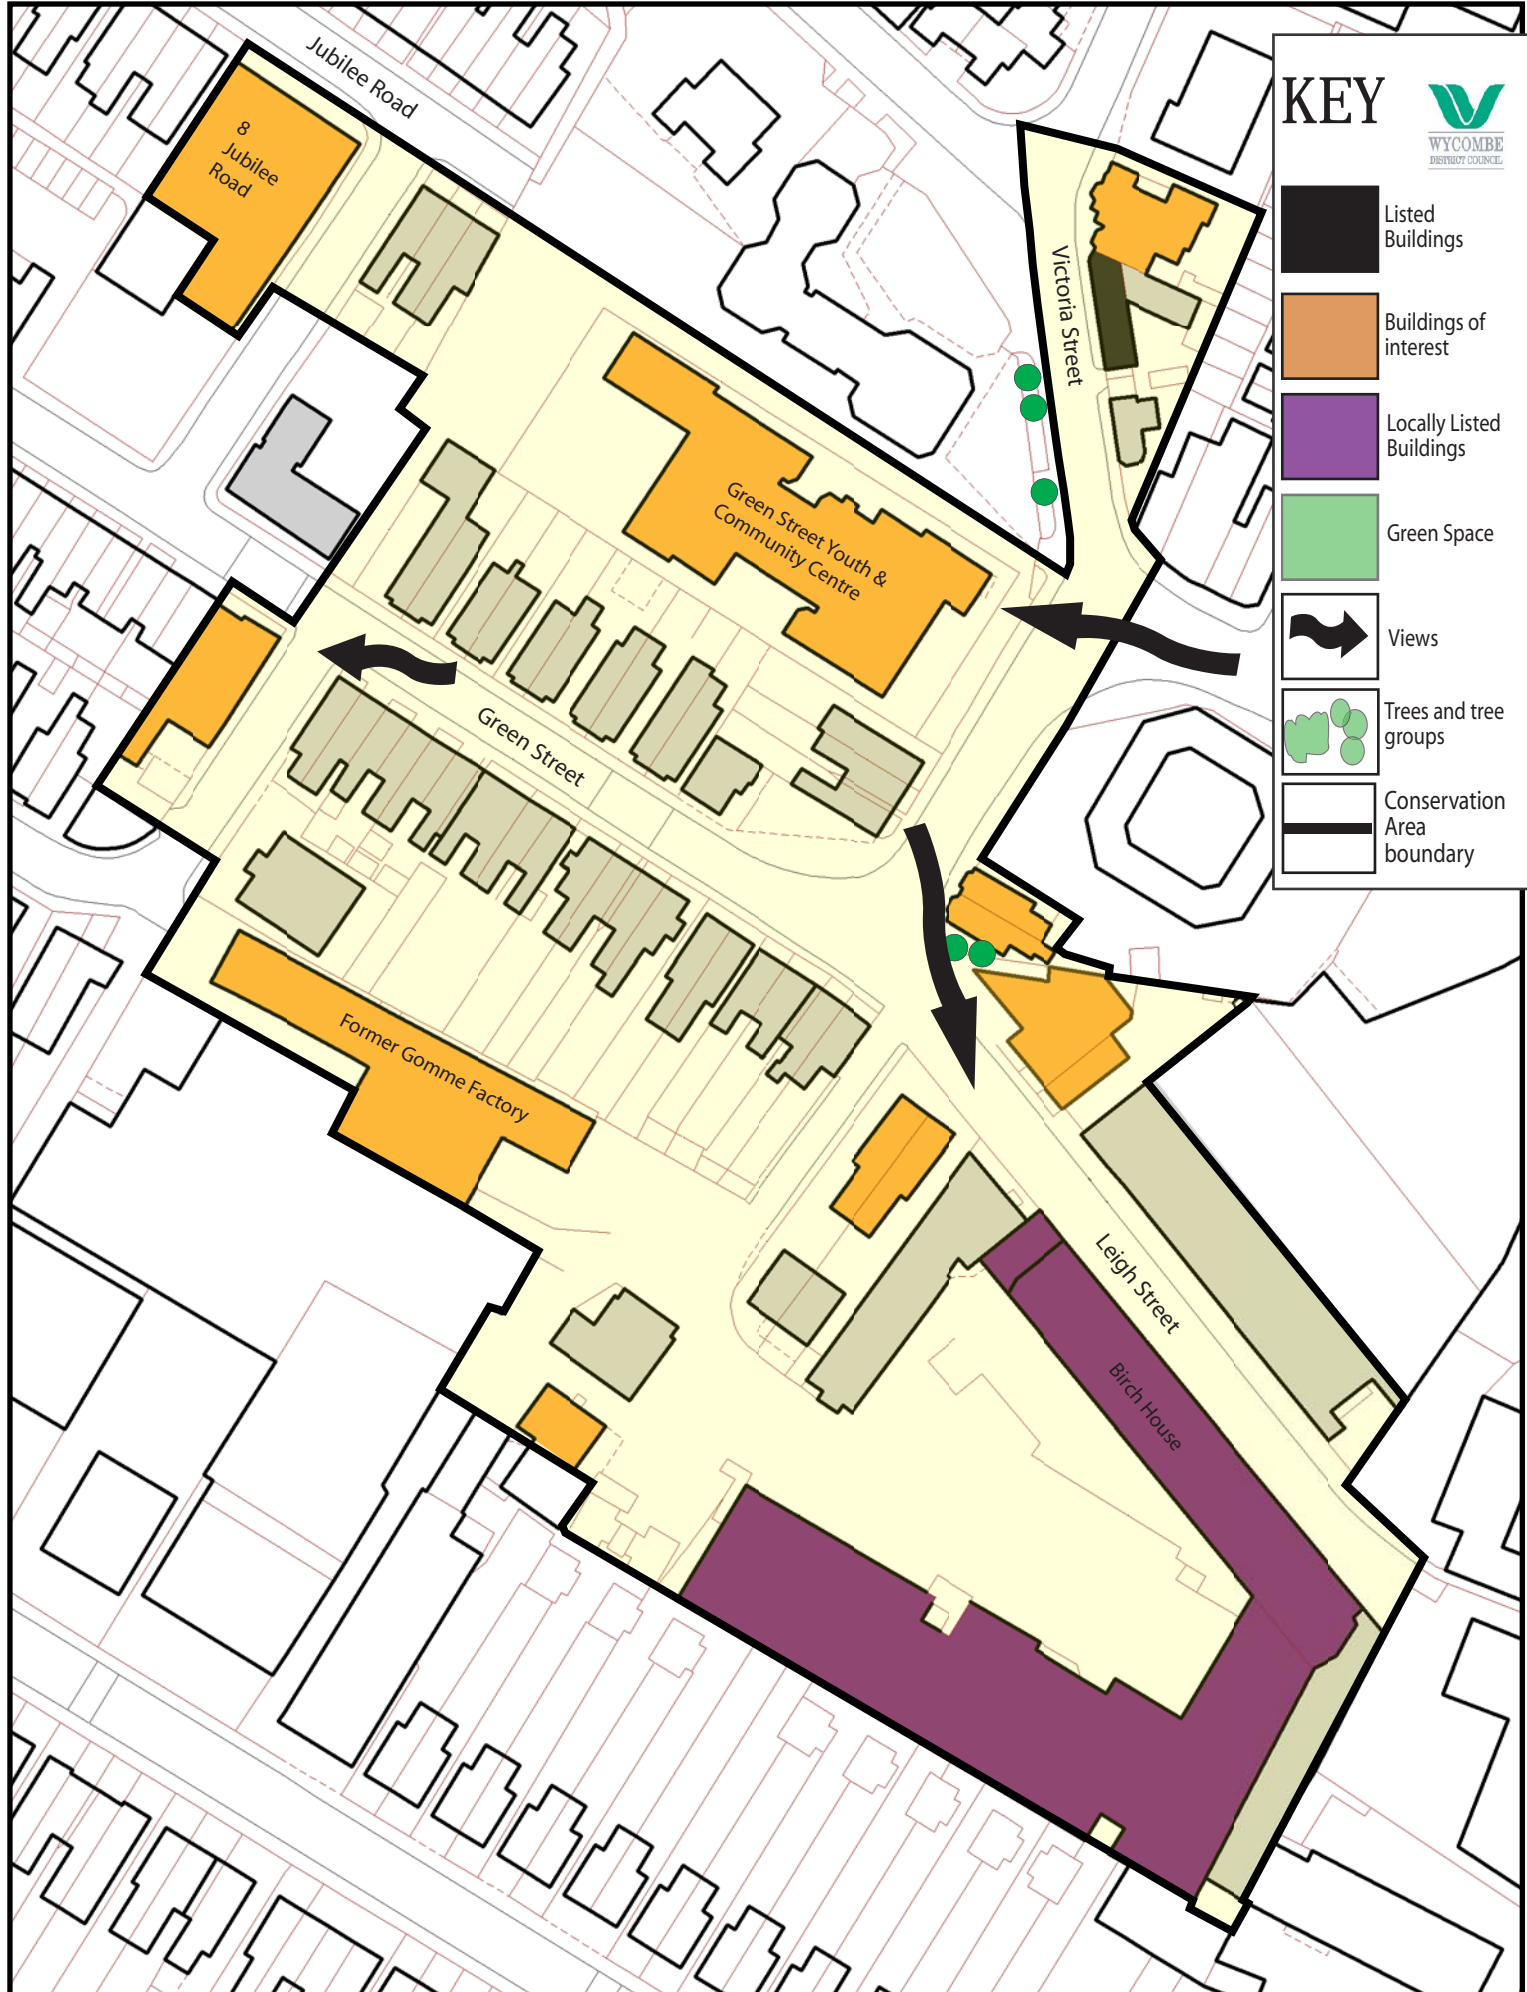 Jubilee Road
8
Jubilee
Road
Victoria Street
Green Street Youth &
Community Centre
Green Street
Former Gomme Factory
Leigh Street
Birch House
KEY
WYCOMBE
DISTRICT COUNCIL
Listed
Buildings
Buildings of
interest
Locally Listed
Buildings
Green Space
Views
Trees and tree
groups
Conservation
Area
boundary